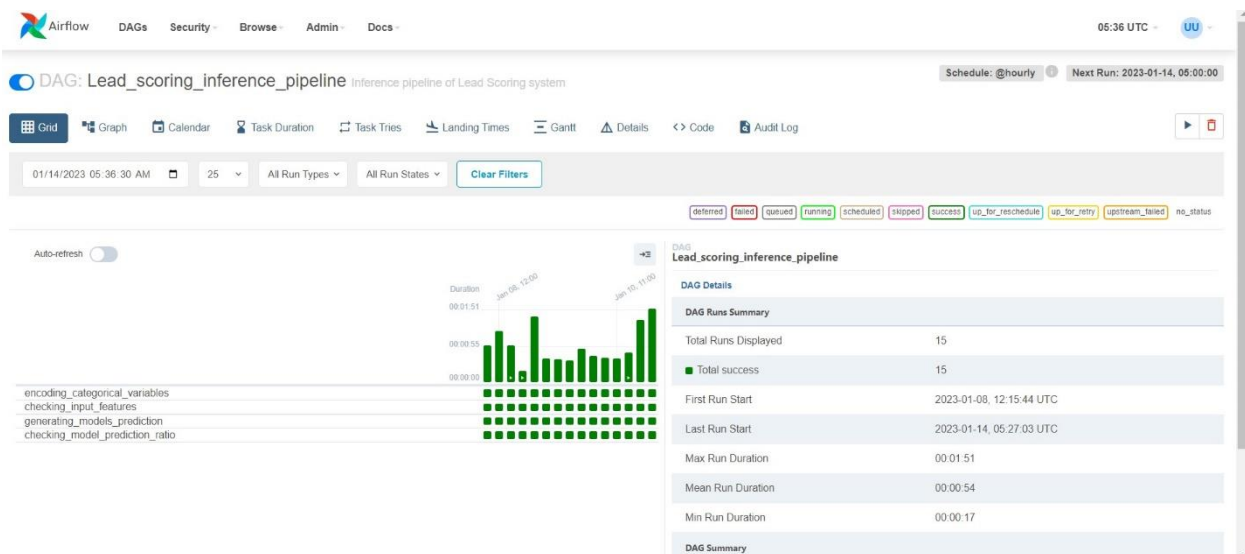 Airflow DAGs Security Browse Admin Docs 05:36 UTC UU
DAG: Lead_scoring_inference_pipeline Inference pipeline of Lead Scoring system Schedule: @hourly Next Run: 2023-01-14, 05:00:00
Grid Graph Calendar Task Duration Task Tries Landing Times Gantt Details <> Code Audit Log
01/14/2023 05:36:30 AM 25 All Run Types All Run States Clear Filters
deferred failed queued running scheduled skipped success up_for_reschedule up_for_retry upstream_failed no_status
Auto-refresh
Duration Jan 08, 12:00 Jan 10, 11:00
00:01:51
00:00:55
00:00:00
encoding_categorical_variables
checking_input_features
generating_models_prediction
checking_model_prediction_ratio
DAG
Lead_scoring_inference_pipeline
DAG Details
DAG Runs Summary
Total Runs Displayed 15
Total success 15
First Run Start 2023-01-08, 12:15:44 UTC
Last Run Start 2023-01-14, 05:27:03 UTC
Max Run Duration 00:01:51
Mean Run Duration 00:00:54
Min Run Duration 00:00:17
DAG Summary